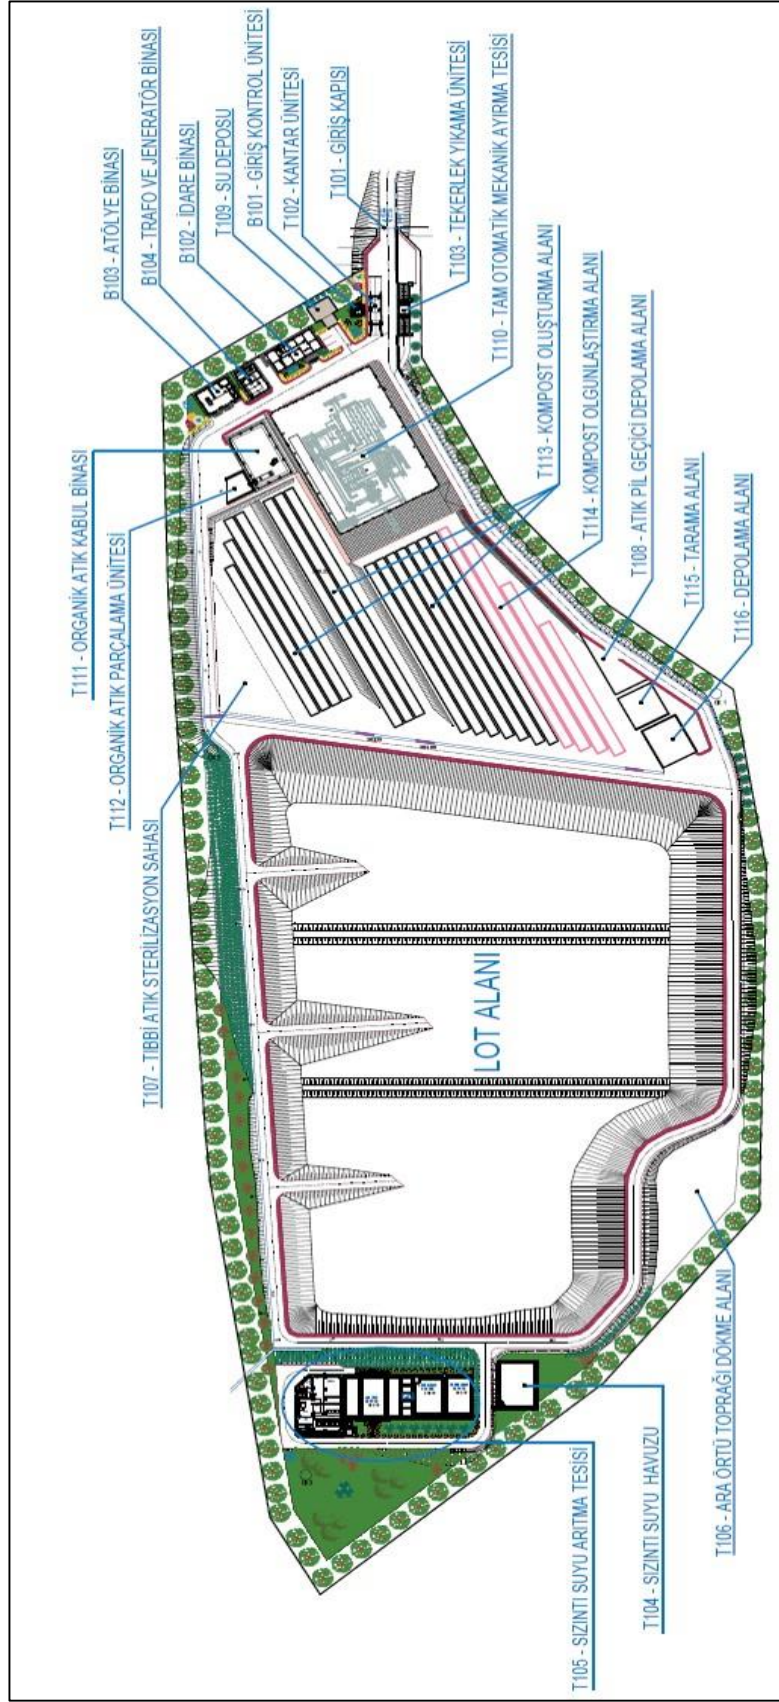 B103 - ATÖLYE BİNASI
B104 - TRAFO VE JENERATÖR BİNASI
B102 - İDARE BİNASI
T109 - SU DEPOSU
B101 - GİRİŞ KONTROL ÜNİTESİ
T102 - KANTAR ÜNİTESİ
T101 - GİRİŞ KAPISI
T103 - TEKERLEK YIKAMA ÜNİTESİ
T110 - TAM OTOMATİK MEKANİK AYIRMA TESİSİ
T113 - KOMPOST OLUŞTURMA ALANI
T114 - KOMPOST OLGUNLAŞTIRMA ALANI
T108 - ATIK PİL GEÇİCİ DEPOLAMA ALANI
T115 - TARAMA ALANI
T116 - DEPOLAMA ALANI
T111 - ORGANİK ATIK KABUL BİNASI
T112 - ORGANİK ATIK PARÇALAMA ÜNİTESİ
T107 - TIBBİ ATIK STERİLİZASYON SAHASI
LOT ALANI
T105 - SIZINTI SUYU ARITMA TESİSİ
T104 - SIZINTI SUYU HAVUZU
T106 - ARA ÖRTÜ TOPRAĞI DÖKME ALANI